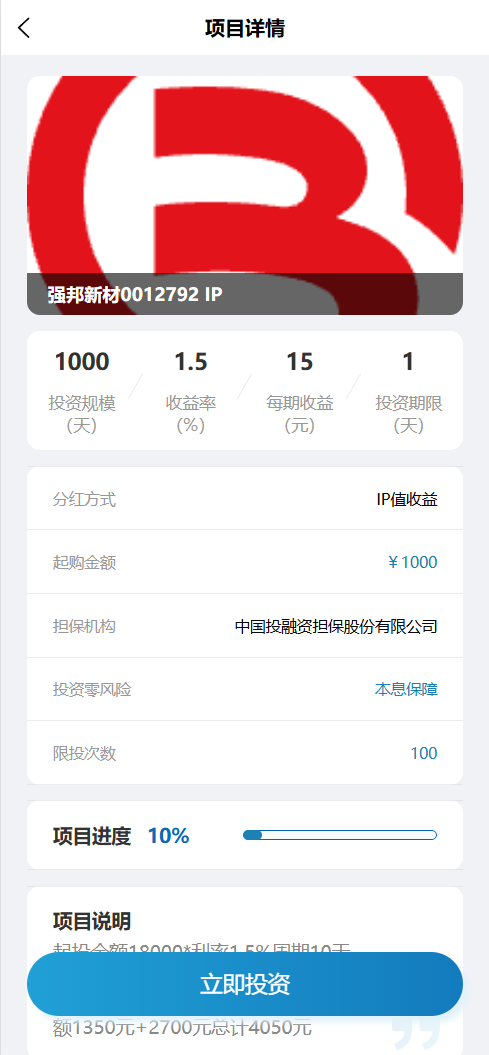 项目详情
强邦新材0012792 IP
1000
1.5
15
1
投资规模
(天)
收益率
(%)
每期收益
(元)
投资期限
(天)
分红方式 IP值收益
起购金额 ￥1000
担保机构 中国投融资担保股份有限公司
投资零风险 本息保障
限投次数 100
项目进度 10%
项目说明
起投金额18000*利率1.5%周期10天
立即投资
额1350元+2700元总计4050元